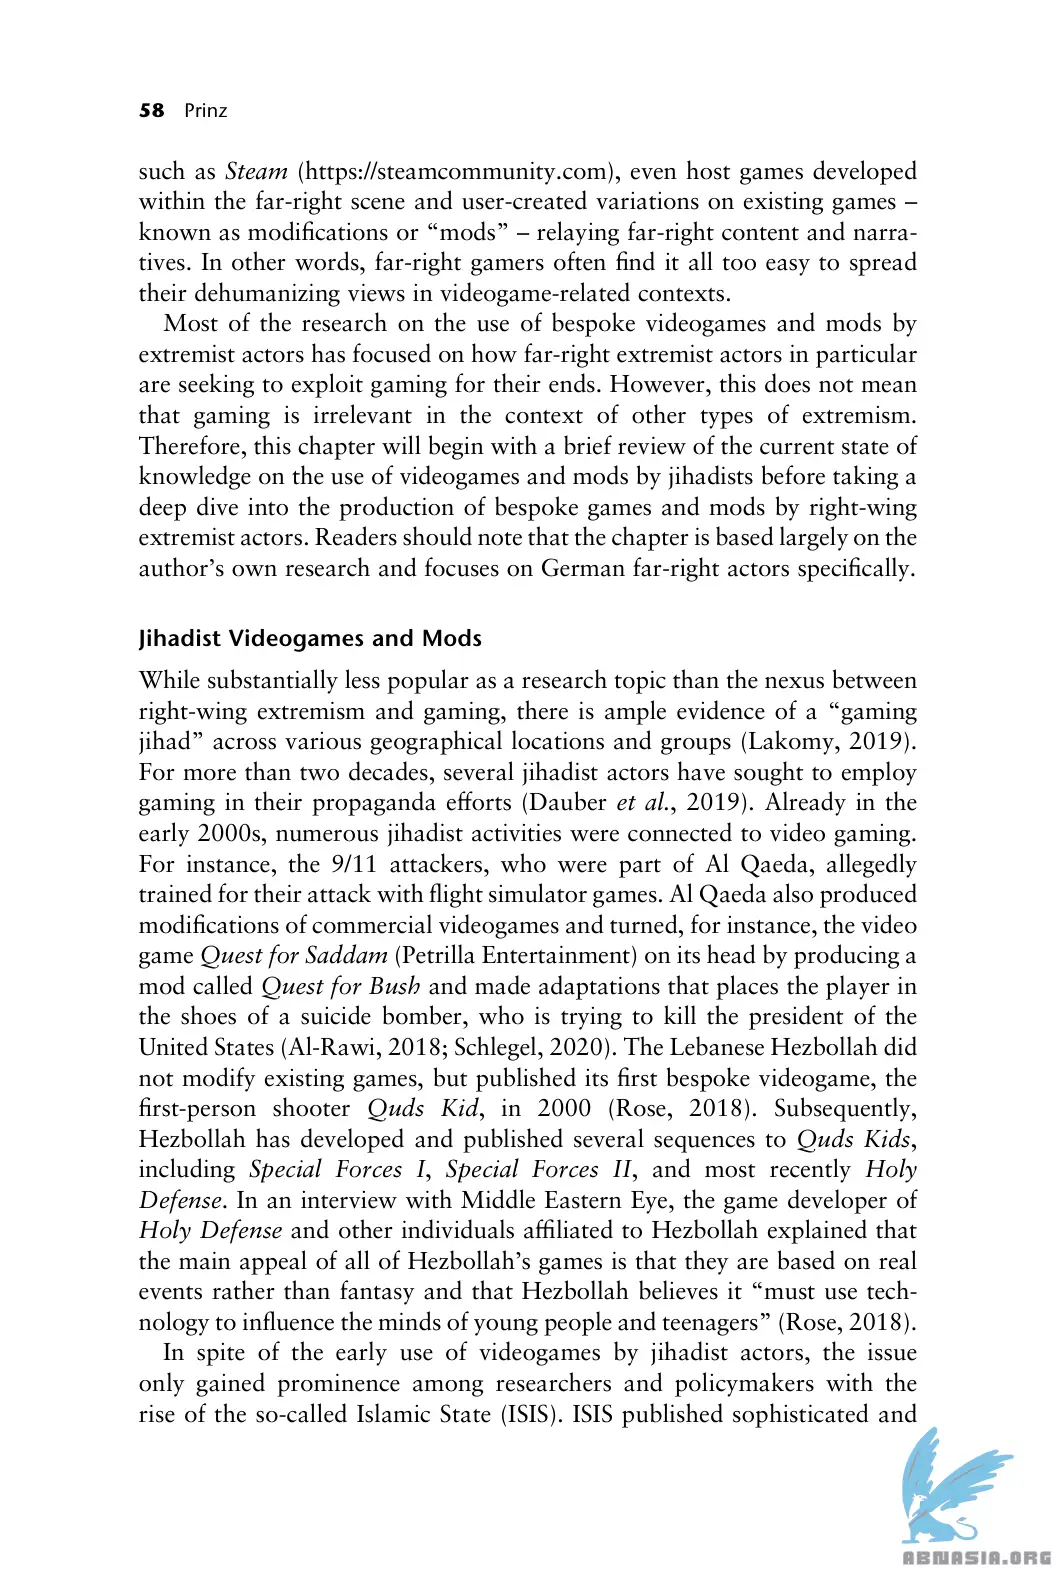 58 Prinz
such as Steam (https://steamcommunity.com), even host games developed
within the far-right scene and user-created variations on existing games –
known as modifications or “mods” – relaying far-right content and narra-
tives. In other words, far-right gamers often find it all too easy to spread
their dehumanizing views in videogame-related contexts.
Most of the research on the use of bespoke videogames and mods by
extremist actors has focused on how far-right extremist actors in particular
are seeking to exploit gaming for their ends. However, this does not mean
that gaming is irrelevant in the context of other types of extremism.
Therefore, this chapter will begin with a brief review of the current state of
knowledge on the use of videogames and mods by jihadists before taking a
deep dive into the production of bespoke games and mods by right-wing
extremist actors. Readers should note that the chapter is based largely on the
author’s own research and focuses on German far-right actors specifically.
Jihadist Videogames and Mods
While substantially less popular as a research topic than the nexus between
right-wing extremism and gaming, there is ample evidence of a “gaming
jihad” across various geographical locations and groups (Lakomy, 2019).
For more than two decades, several jihadist actors have sought to employ
gaming in their propaganda efforts (Dauber et al., 2019). Already in the
early 2000s, numerous jihadist activities were connected to video gaming.
For instance, the 9/11 attackers, who were part of Al Qaeda, allegedly
trained for their attack with flight simulator games. Al Qaeda also produced
modifications of commercial videogames and turned, for instance, the video
game Quest for Saddam (Petrilla Entertainment) on its head by producing a
mod called Quest for Bush and made adaptations that places the player in
the shoes of a suicide bomber, who is trying to kill the president of the
United States (Al-Rawi, 2018; Schlegel, 2020). The Lebanese Hezbollah did
not modify existing games, but published its first bespoke videogame, the
first-person shooter Quds Kid, in 2000 (Rose, 2018). Subsequently,
Hezbollah has developed and published several sequences to Quds Kids,
including Special Forces I, Special Forces II, and most recently Holy
Defense. In an interview with Middle Eastern Eye, the game developer of
Holy Defense and other individuals affiliated to Hezbollah explained that
the main appeal of all of Hezbollah’s games is that they are based on real
events rather than fantasy and that Hezbollah believes it “must use tech-
nology to influence the minds of young people and teenagers” (Rose, 2018).
In spite of the early use of videogames by jihadist actors, the issue
only gained prominence among researchers and policymakers with the
rise of the so-called Islamic State (ISIS). ISIS published sophisticated and
ABNASIA.ORG